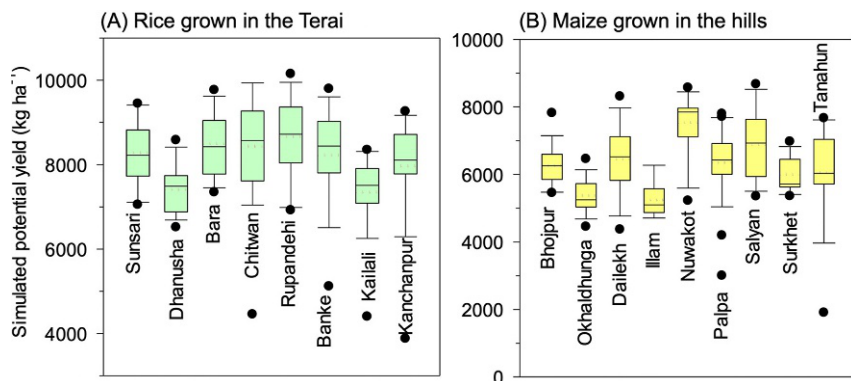 (A) Rice grown in the Terai
(B) Maize grown in the hills
Simulated potential yield (kg ha⁻¹)
10000
8000
6000
4000
Sunsari
Dhanusha
Bara
Chitwan
Rupandehi
Banke
Kailali
Kanchanpur
10000
8000
6000
4000
2000
0
Bhojpur
Okhaldhunga
Dailekh
Illam
Nuwakot
Palpa
Salyan
Surkhet
Tanahun